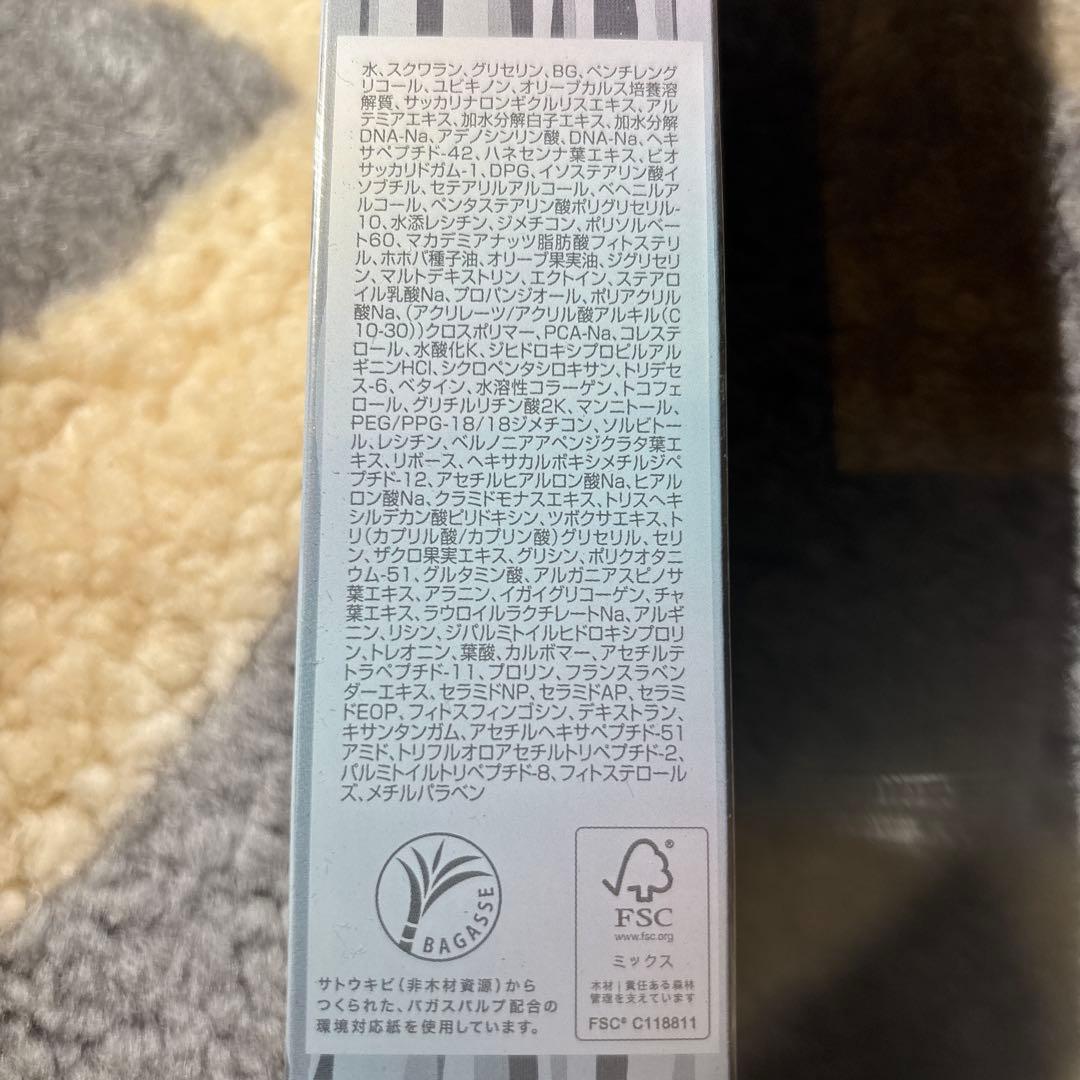 水、スクワラン、グリセリン、BG、ペンチレング
リコール、ユビキノン、オリーブカルス培養溶
解質、サッカリナロンギクルリスエキス、アル
テミアエキス、加水分解白子エキス、加水分解
DNA-Na、アデノシンリン酸、DNA-Na、ヘキ
サペプチド-42、ハネセンナ葉エキス、ビオ
サッカリドガム-1、DPG、イソステアリン酸イ
ソブチル、セテアリルアルコール、ベヘニルア
ルコール、ペンタステアリン酸ポリグリセリル-
10、水添レシチン、ジメチコン、ポリソルベー
ト60、マカデミアナッツ脂肪酸フィトステリ
ル、ホホバ種子油、オリーブ果実油、ジグリセリ
ン、マルトデキストリン、エクトイン、ステアロ
イル乳酸Na、プロパンジオール、ポリアクリル
酸Na、(アクリレーツ/アクリル酸アルキル(C
10-30))クロスポリマー、PCA-Na、コレステ
ロール、水酸化K、ジヒドロキシプロピルアル
ギニンHCl、シクロペンタシロキサン、トリデセ
ス-6、ベタイン、水溶性コラーゲン、トコフェ
ロール、グリチルリチン酸2K、マンニトール、
PEG/PPG-18/18ジメチコン、ソルビトー
ル、レシチン、ベルノニアアペンジクラタ葉エ
キス、リボース、ヘキサカルボキシメチルジペ
プチド-12、アセチルヒアルロン酸Na、ヒアル
ロン酸Na、クラミドモナスエキス、トリスヘキ
シルデカン酸ピリドキシン、ツボクサエキス、ト
リ(カプリル酸/カプリン酸)グリセリル、セリ
ン、ザクロ果実エキス、グリシン、ポリクオタニ
ウム-51、グルタミン酸、アルガニアスピノサ
葉エキス、アラニン、イガイグリコーゲン、チャ
葉エキス、ラウロイルラクチレートNa、アルギ
ニン、リシン、ジパルミトイルヒドロキシプロリ
ン、トレオニン、葉酸、カルボマー、アセチルテ
トラペプチド-11、プロリン、フランスラベン
ダーエキス、セラミドNP、セラミドAP、セラミ
ドEOP、フィトスフィンゴシン、デキストラン、
キサンタンガム、アセチルヘキサペプチド-51
アミド、トリフルオロアセチルトリペプチド-2、
パルミトイルトリペプチド-8、フィトステロール
ズ、メチルパラベン
BAGASSE
サトウキビ(非木材資源)から
つくられた、バガスパルプ配合の
環境対応紙を使用しています。
FSC
www.fsc.org
ミックス
木材|責任ある森林
管理を支えています
FSC® C118811